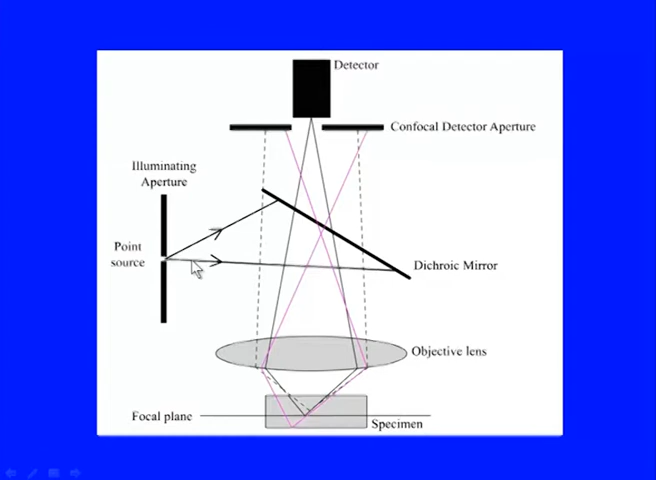 Detector
Confocal Detector Aperture
Illuminating
Aperture
Point
source
Dichroic Mirror
Objective lens
Focal plane
Specimen